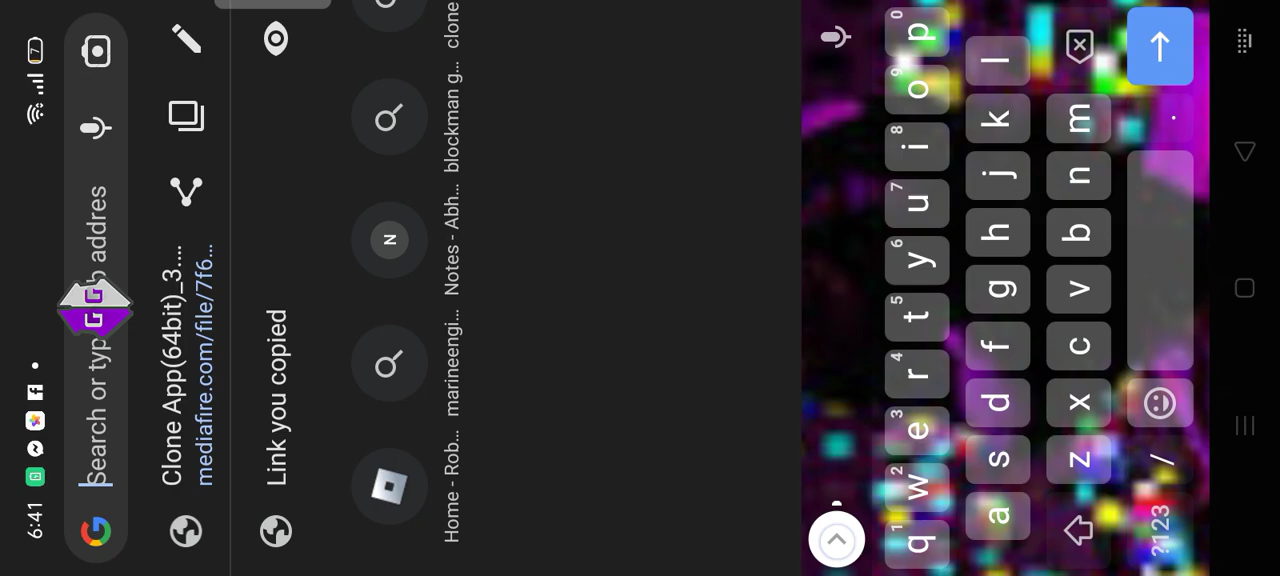 6:41
7
Search or typ b addres
G G
Clone App(64bit)_3....
mediafire.com/file/7f6...
Link you copied
N
Home - Rob... marineengi... Notes - Abh... blockman g... clone
1 2 3 4 5 6 7 8 9 0
q w e r t y u i o p
a s d f g h j k l
z x c v b n m
?123 / .